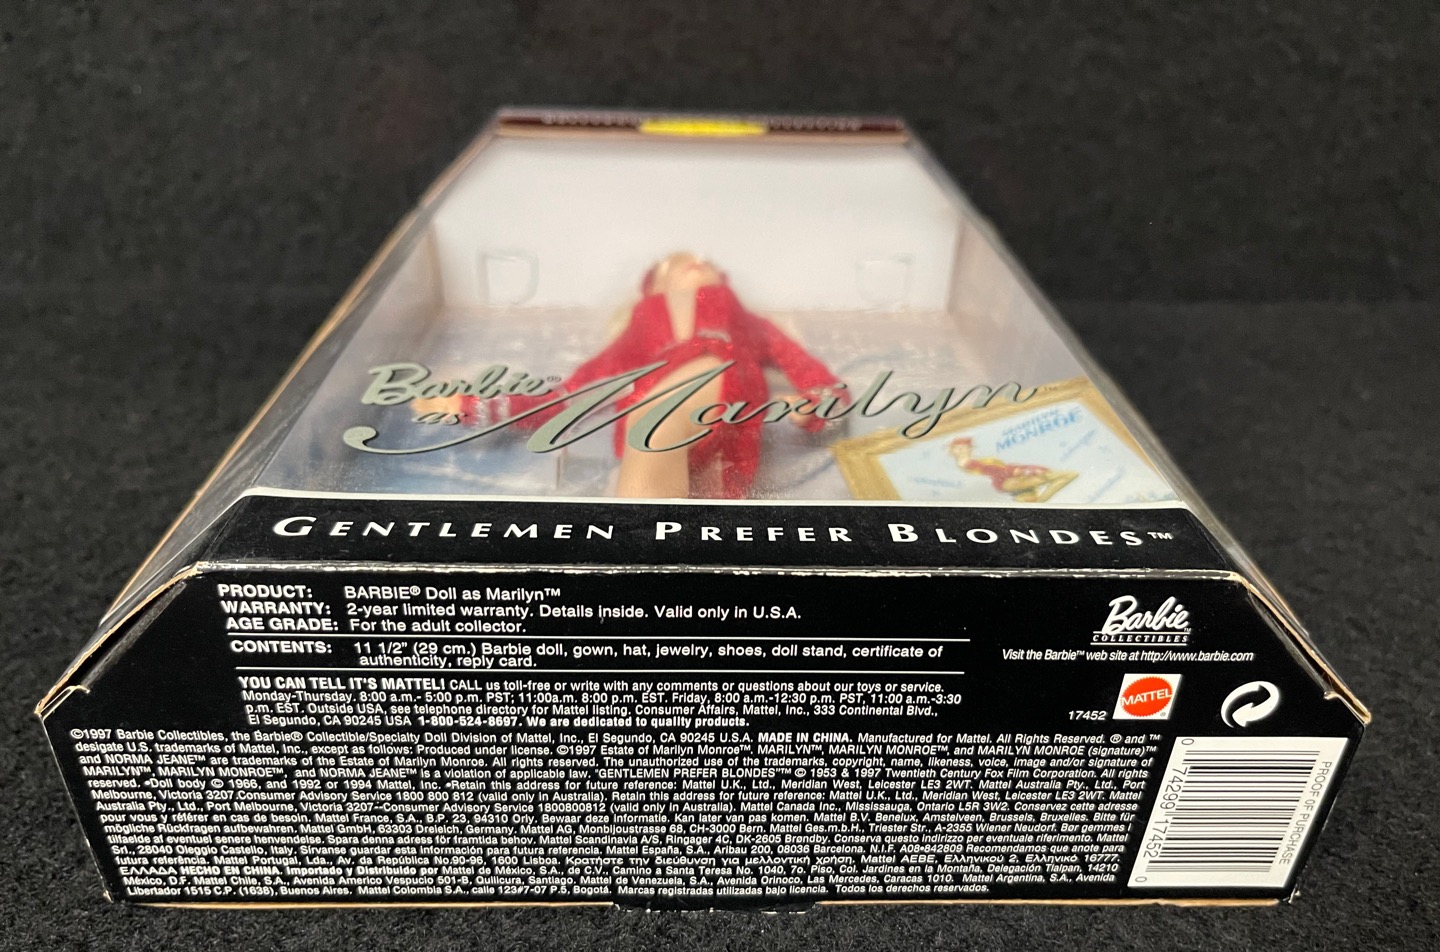 Barbie® as Marilyn™
MARILYN
MONROE
GENTLEMEN PREFER BLONDES™
PRODUCT: BARBIE® Doll as Marilyn™
WARRANTY: 2-year limited warranty. Details inside. Valid only in U.S.A.
AGE GRADE: For the adult collector.
CONTENTS: 11 1/2" (29 cm.) Barbie doll, gown, hat, jewelry, shoes, doll stand, certificate of
authenticity, reply card.
YOU CAN TELL IT'S MATTEL! CALL us toll-free or write with any comments or questions about our toys or service.
Monday-Thursday. 8:00 a.m.- 5:00 p.m. PST; 11:00a.m. 8:00 p.m. EST. Friday, 8:00 a.m.-12:30 p.m. PST, 11:00 a.m.-3:30
p.m. EST. Outside USA, see telephone directory for Mattel listing. Consumer Affairs, Mattel, Inc., 333 Continental Blvd.,
El Segundo, CA 90245 USA 1-800-524-8697. We are dedicated to quality products.
Barbie™
COLLECTIBLES
Visit the Barbie™ web site at http://www.barbie.com
17452
MATTEL
®
©1997 Barbie Collectibles, the Barbie® Collectible/Specialty Doll Division of Mattel, Inc., El Segundo, CA 90245 U.S.A. MADE IN CHINA. Manufactured for Mattel. All Rights Reserved. ® and ™
desigate U.S. trademarks of Mattel, Inc., except as follows: Produced under license. ©1997 Estate of Marilyn Monroe™. MARILYN™, MARILYN MONROE™, and MARILYN MONROE (signature)™
and NORMA JEANE™ are trademarks of the Estate of Marilyn Monroe. All rights reserved. The unauthorized use of the trademarks, copyright, name, likeness, voice, image and/or signature of
MARILYN™, MARILYN MONROE™, and NORMA JEANE™ is a violation of applicable law. "GENTLEMEN PREFER BLONDES"™ © 1953 & 1997 Twentieth Century Fox Film Corporation. All rights
reserved. •Doll body © 1966, and 1992 or 1994 Mattel, Inc. •Retain this address for future reference: Mattel U.K., Ltd., Meridian West, Leicester LE3 2WT. Mattel Australia Pty., Ltd., Port
Melbourne, Victoria 3207.Consumer Advisory Service 1800 800 812 (valid only in Australia). Retain this address for future reference: Mattel U.K., Ltd., Meridian West, Leicester LE3 2WT. Mattel
Australia Pty., Ltd., Port Melbourne, Victoria 3207--Consumer Advisory Service 1800800812 (valid only in Australia). Mattel Canada Inc., Mississauga, Ontario L5R 3W2. Conservez cette adresse
pour vous y référer en cas de besoin. Mattel France, S.A., B.P. 23, 94310 Orly. Bewaar deze informatie. Kan later van pas komen. Mattel B.V. Benelux, Amstelveen, Brussels, Bruxelles. Bitte für
mögliche Rückfragen aufbewahren. Mattel GmbH, 63303 Dreieich, Germany. Mattel AG, Monbijoustrasse 68, CH-3000 Bern. Mattel Ges.m.b.H., Triester Str., A-2355 Wiener Neudorf. Bør gemmes i
tilfælde af eventuel senere henvendelse. Spara denna adress för framtida behov. Mattel Scandinavia A/S, Ringager 4C, DK-2605 Brøndby. Conserva questo indirizzo per eventuale riferimento. Mattel
Srl., 28040 Oleggio Castello, Italy. Sírvanse guardar esta información para futura referencia. Mattel España, S.A., Aribau 200, 08036 Barcelona. N.I.F. A08•842809 Recomendamos que anote para
futura referência. Mattel Portugal, Lda., Av. da República No.90-96, 1600 Lisboa. Κρατήστε την διεύθυνση για μελλοντική χρήση. Mattel AEBE, Ελληνικού 2, Ελληνικό 16777.
ΕΛΛΑΔΑ HECHO EN CHINA. Importado y Distribuido por Mattel de México, S.A., de C.V., Camino a Santa Teresa No. 1040, 7o. Piso, Col. Jardines en la Montaña, Delegación Tlalpan, 14210
México, D.F. Mattel Chile, S.A., Avenida Americo Vespucio 501-B, Quilicura, Santiago. Mattel de Venezuela, S.A., Avenida Orinoco, Las Mercedes, Caracas 1010. Mattel Argentina, S.A., Avenida
Libertador 1515 C.P. (1638), Buenos Aires. Mattel Colombia S.A., calle 123#7-07 P.5, Bogotá. Marcas registradas utilizadas bajo licencia. Todos los derechos reservados.
0 74299 17452 0
PROOF OF PURCHASE